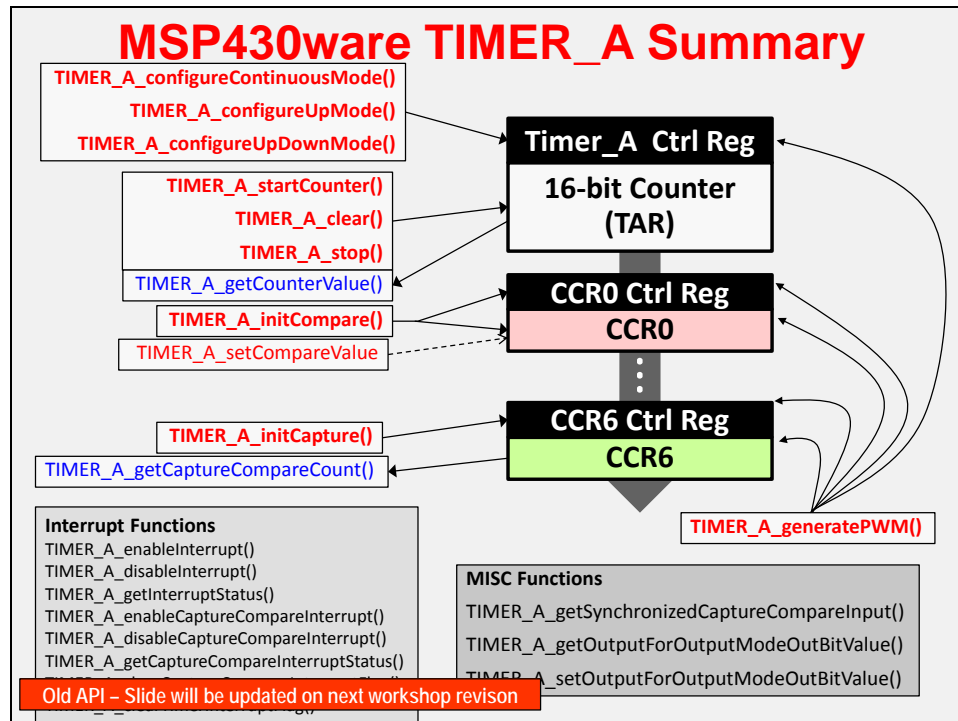 MSP430ware TIMER_A Summary
TIMER_A_configureContinuousMode()
TIMER_A_configureUpMode()
TIMER_A_configureUpDownMode()
TIMER_A_startCounter()
TIMER_A_clear()
TIMER_A_stop()
TIMER_A_getCounterValue()
TIMER_A_initCompare()
TIMER_A_setCompareValue
TIMER_A_initCapture()
TIMER_A_getCaptureCompareCount()
Timer_A Ctrl Reg
16-bit Counter
(TAR)
CCR0 Ctrl Reg
CCR0
CCR6 Ctrl Reg
CCR6
TIMER_A_generatePWM()
Interrupt Functions
TIMER_A_enableInterrupt()
TIMER_A_disableInterrupt()
TIMER_A_getInterruptStatus()
TIMER_A_enableCaptureCompareInterrupt()
TIMER_A_disableCaptureCompareInterrupt()
TIMER_A_getCaptureCompareInterruptStatus()
Old API – Slide will be updated on next workshop revison
MISC Functions
TIMER_A_getSynchronizedCaptureCompareInput()
TIMER_A_getOutputForOutputModeOutBitValue()
TIMER_A_setOutputForOutputModeOutBitValue()